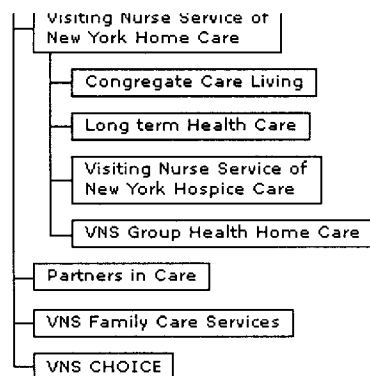 Visiting Nurse Service of
New York Home Care
Congregate Care Living
Long term Health Care
Visiting Nurse Service of
New York Hospice Care
VNS Group Health Home Care
Partners in Care
VNS Family Care Services
VNS CHOICE